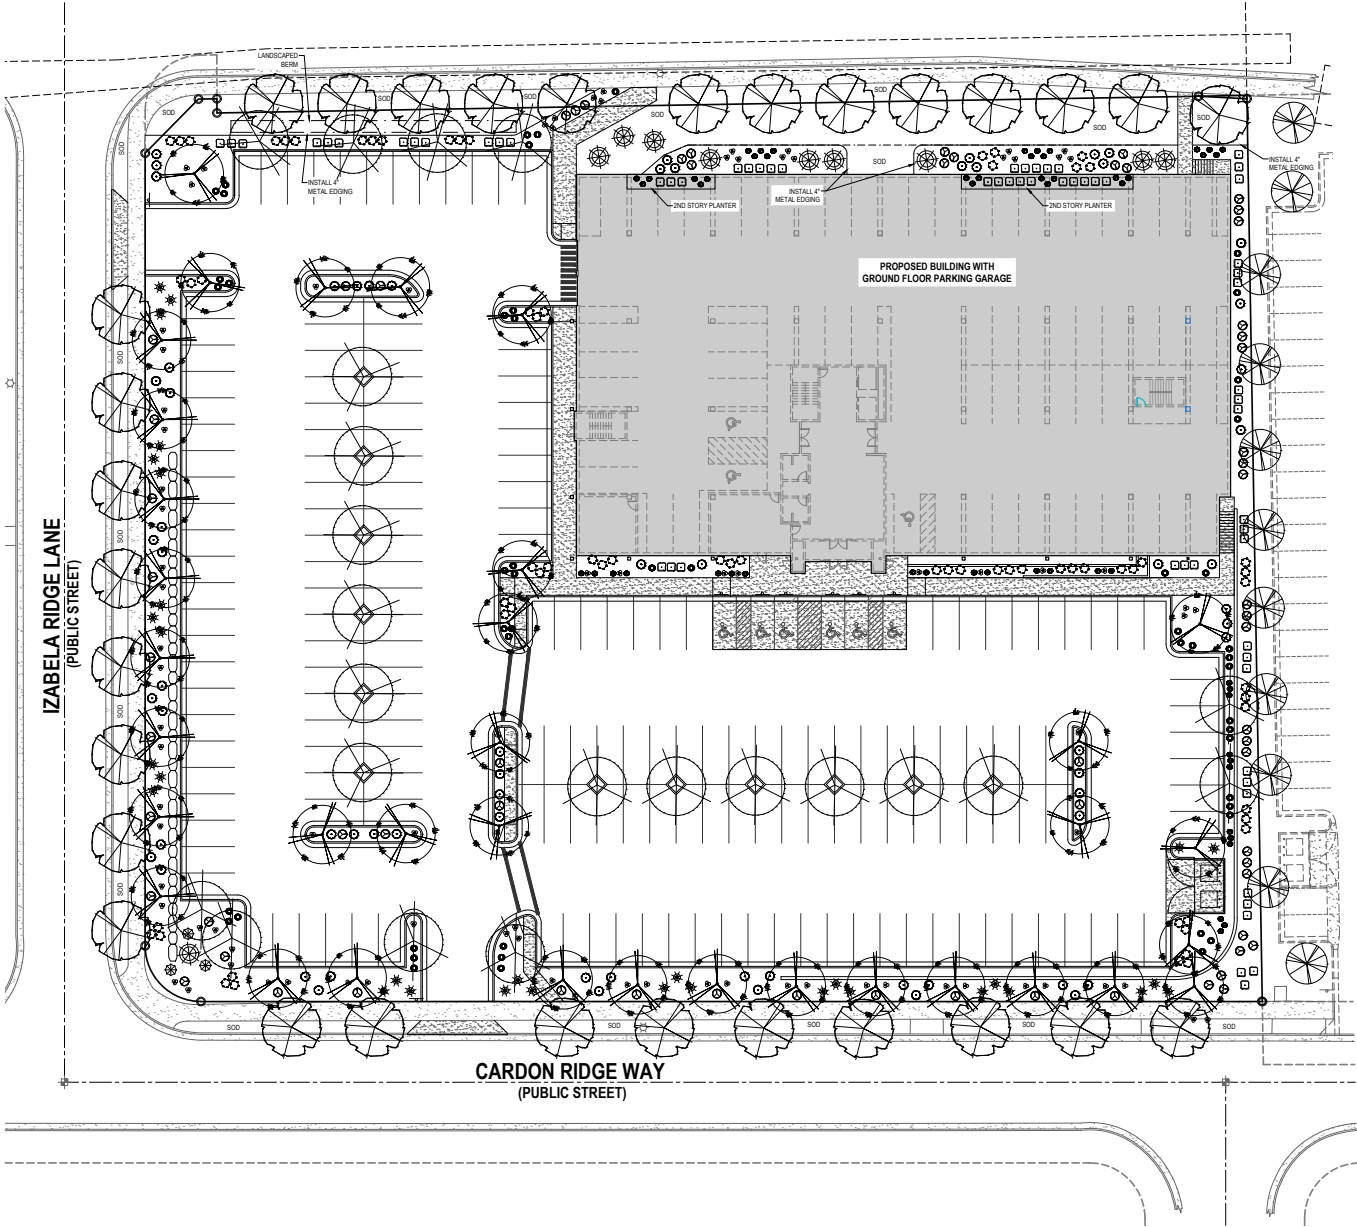 LANDSCAPED
BERM
SOD
SOD
SOD
SOD
SOD
SOD
SOD
SOD
SOD
INSTALL 4"
METAL EDGING
INSTALL 4"
METAL EDGING
INSTALL 4"
METAL EDGING
2ND STORY PLANTER
2ND STORY PLANTER
PROPOSED BUILDING WITH
GROUND FLOOR PARKING GARAGE
SOD
SOD
SOD
SOD
IZABELA RIDGE LANE
(PUBLIC STREET)
SOD
SOD
SOD
SOD
SOD
CARDON RIDGE WAY
(PUBLIC STREET)